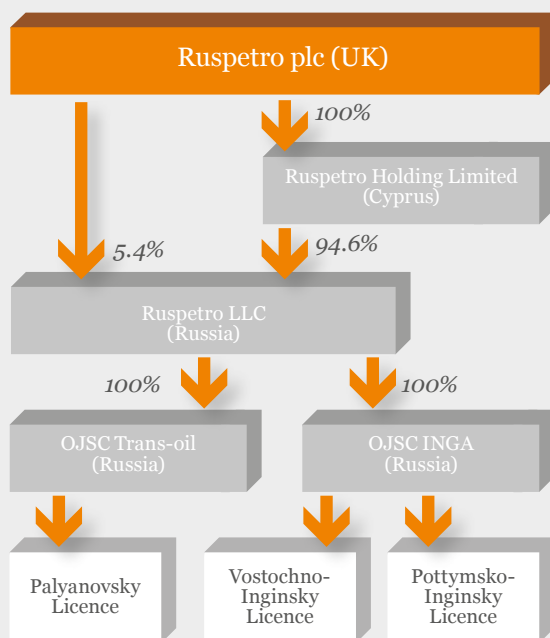 Ruspetro plc (UK)
100%
Ruspetro Holding Limited
(Cyprus)
5.4%
94.6%
Ruspetro LLC
(Russia)
100%
100%
OJSC Trans-oil
(Russia)
OJSC INGA
(Russia)
Palyanovsky
Licence
Vostochno-
Inginsky
Licence
Pottymsko-
Inginsky
Licence